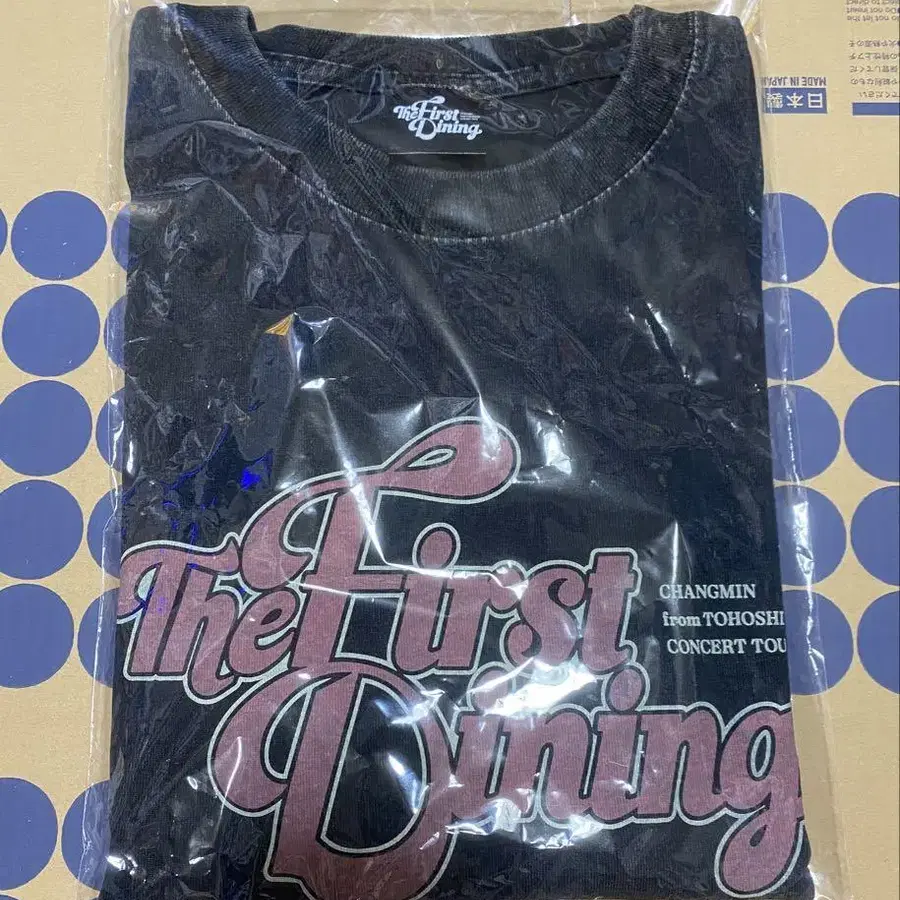 The First
Dining
MADE IN JAPAN
日本製
The First
CHANGMIN
from TOHOSHI
CONCERT TOU
Dining